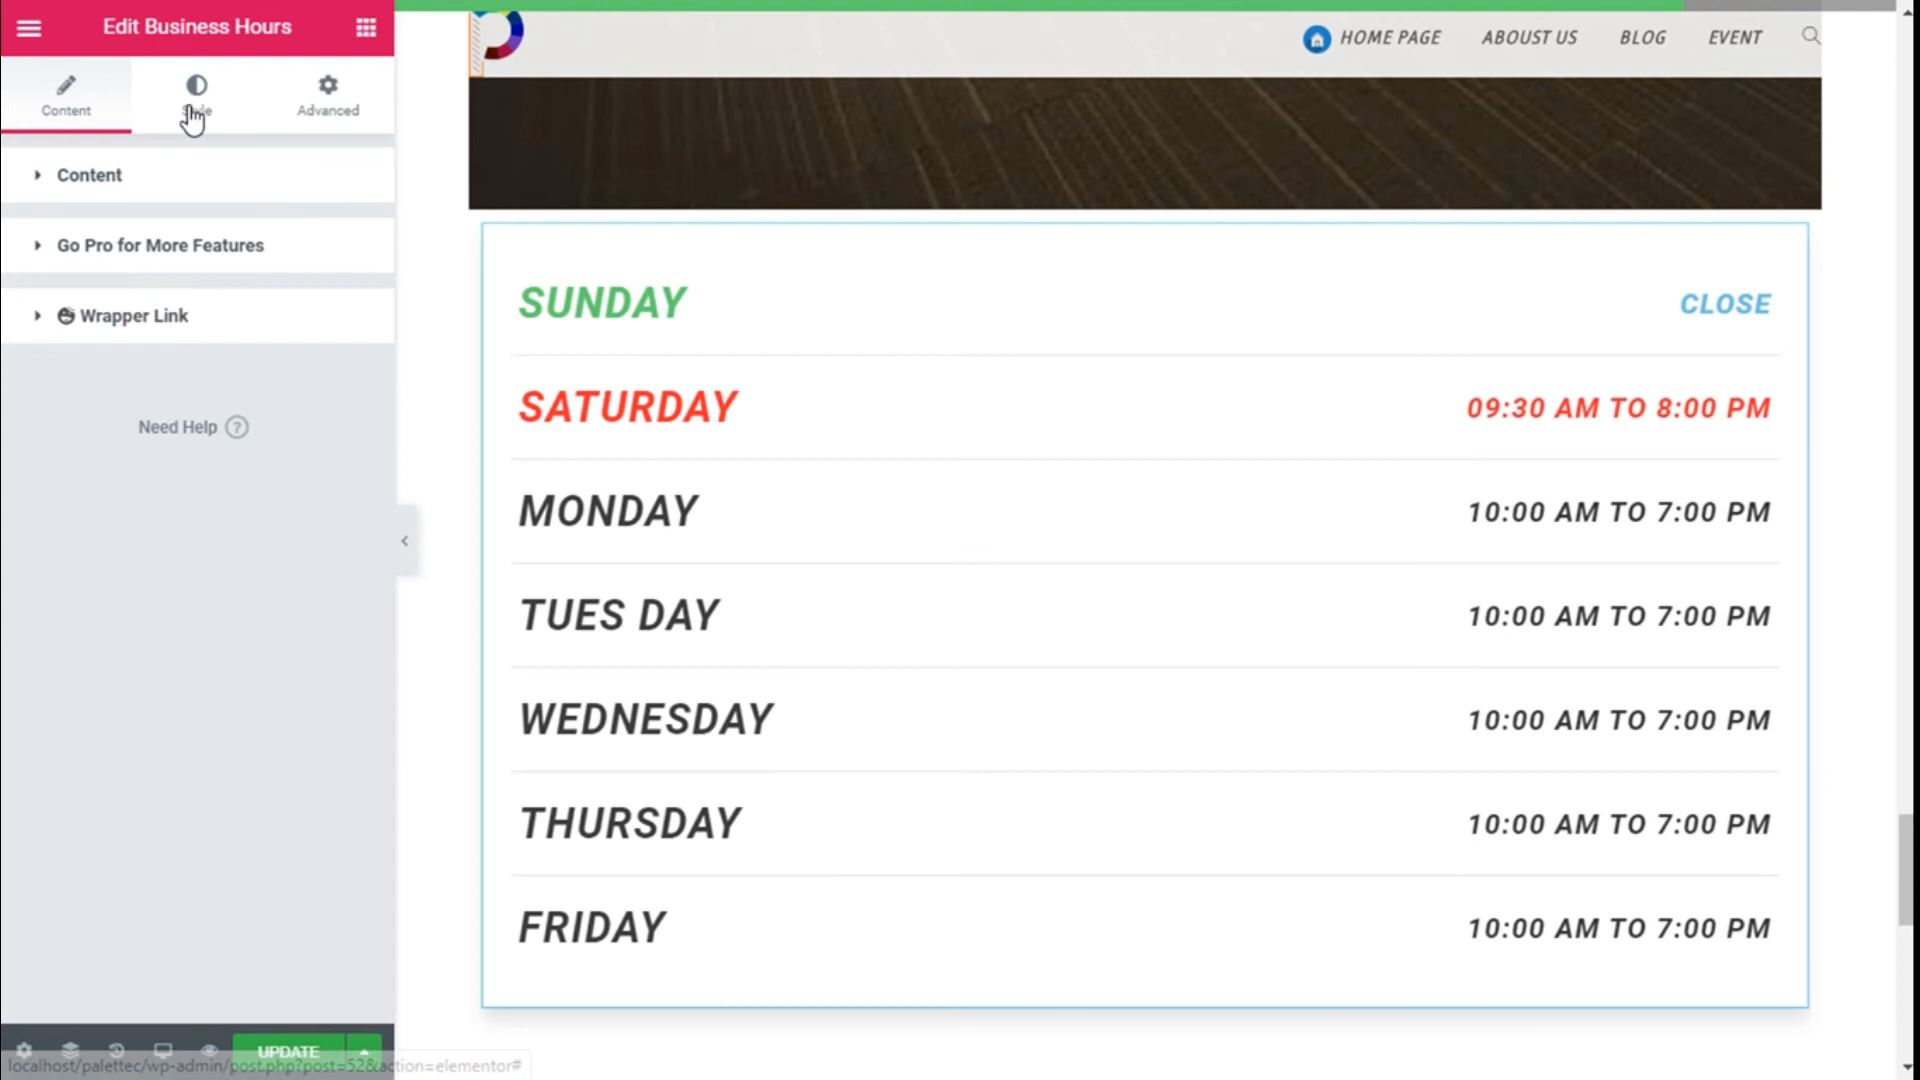 Edit Business Hours
HOME PAGE ABOUST US BLOG EVENT
Content Style Advanced
Content
Go Pro for More Features
Wrapper Link
Need Help ?
SUNDAY CLOSE
SATURDAY 09:30 AM TO 8:00 PM
MONDAY 10:00 AM TO 7:00 PM
TUES DAY 10:00 AM TO 7:00 PM
WEDNESDAY 10:00 AM TO 7:00 PM
THURSDAY 10:00 AM TO 7:00 PM
FRIDAY 10:00 AM TO 7:00 PM
UPDATE
localhost/palettec/wp-admin/post.php?post=528&action=elementor#